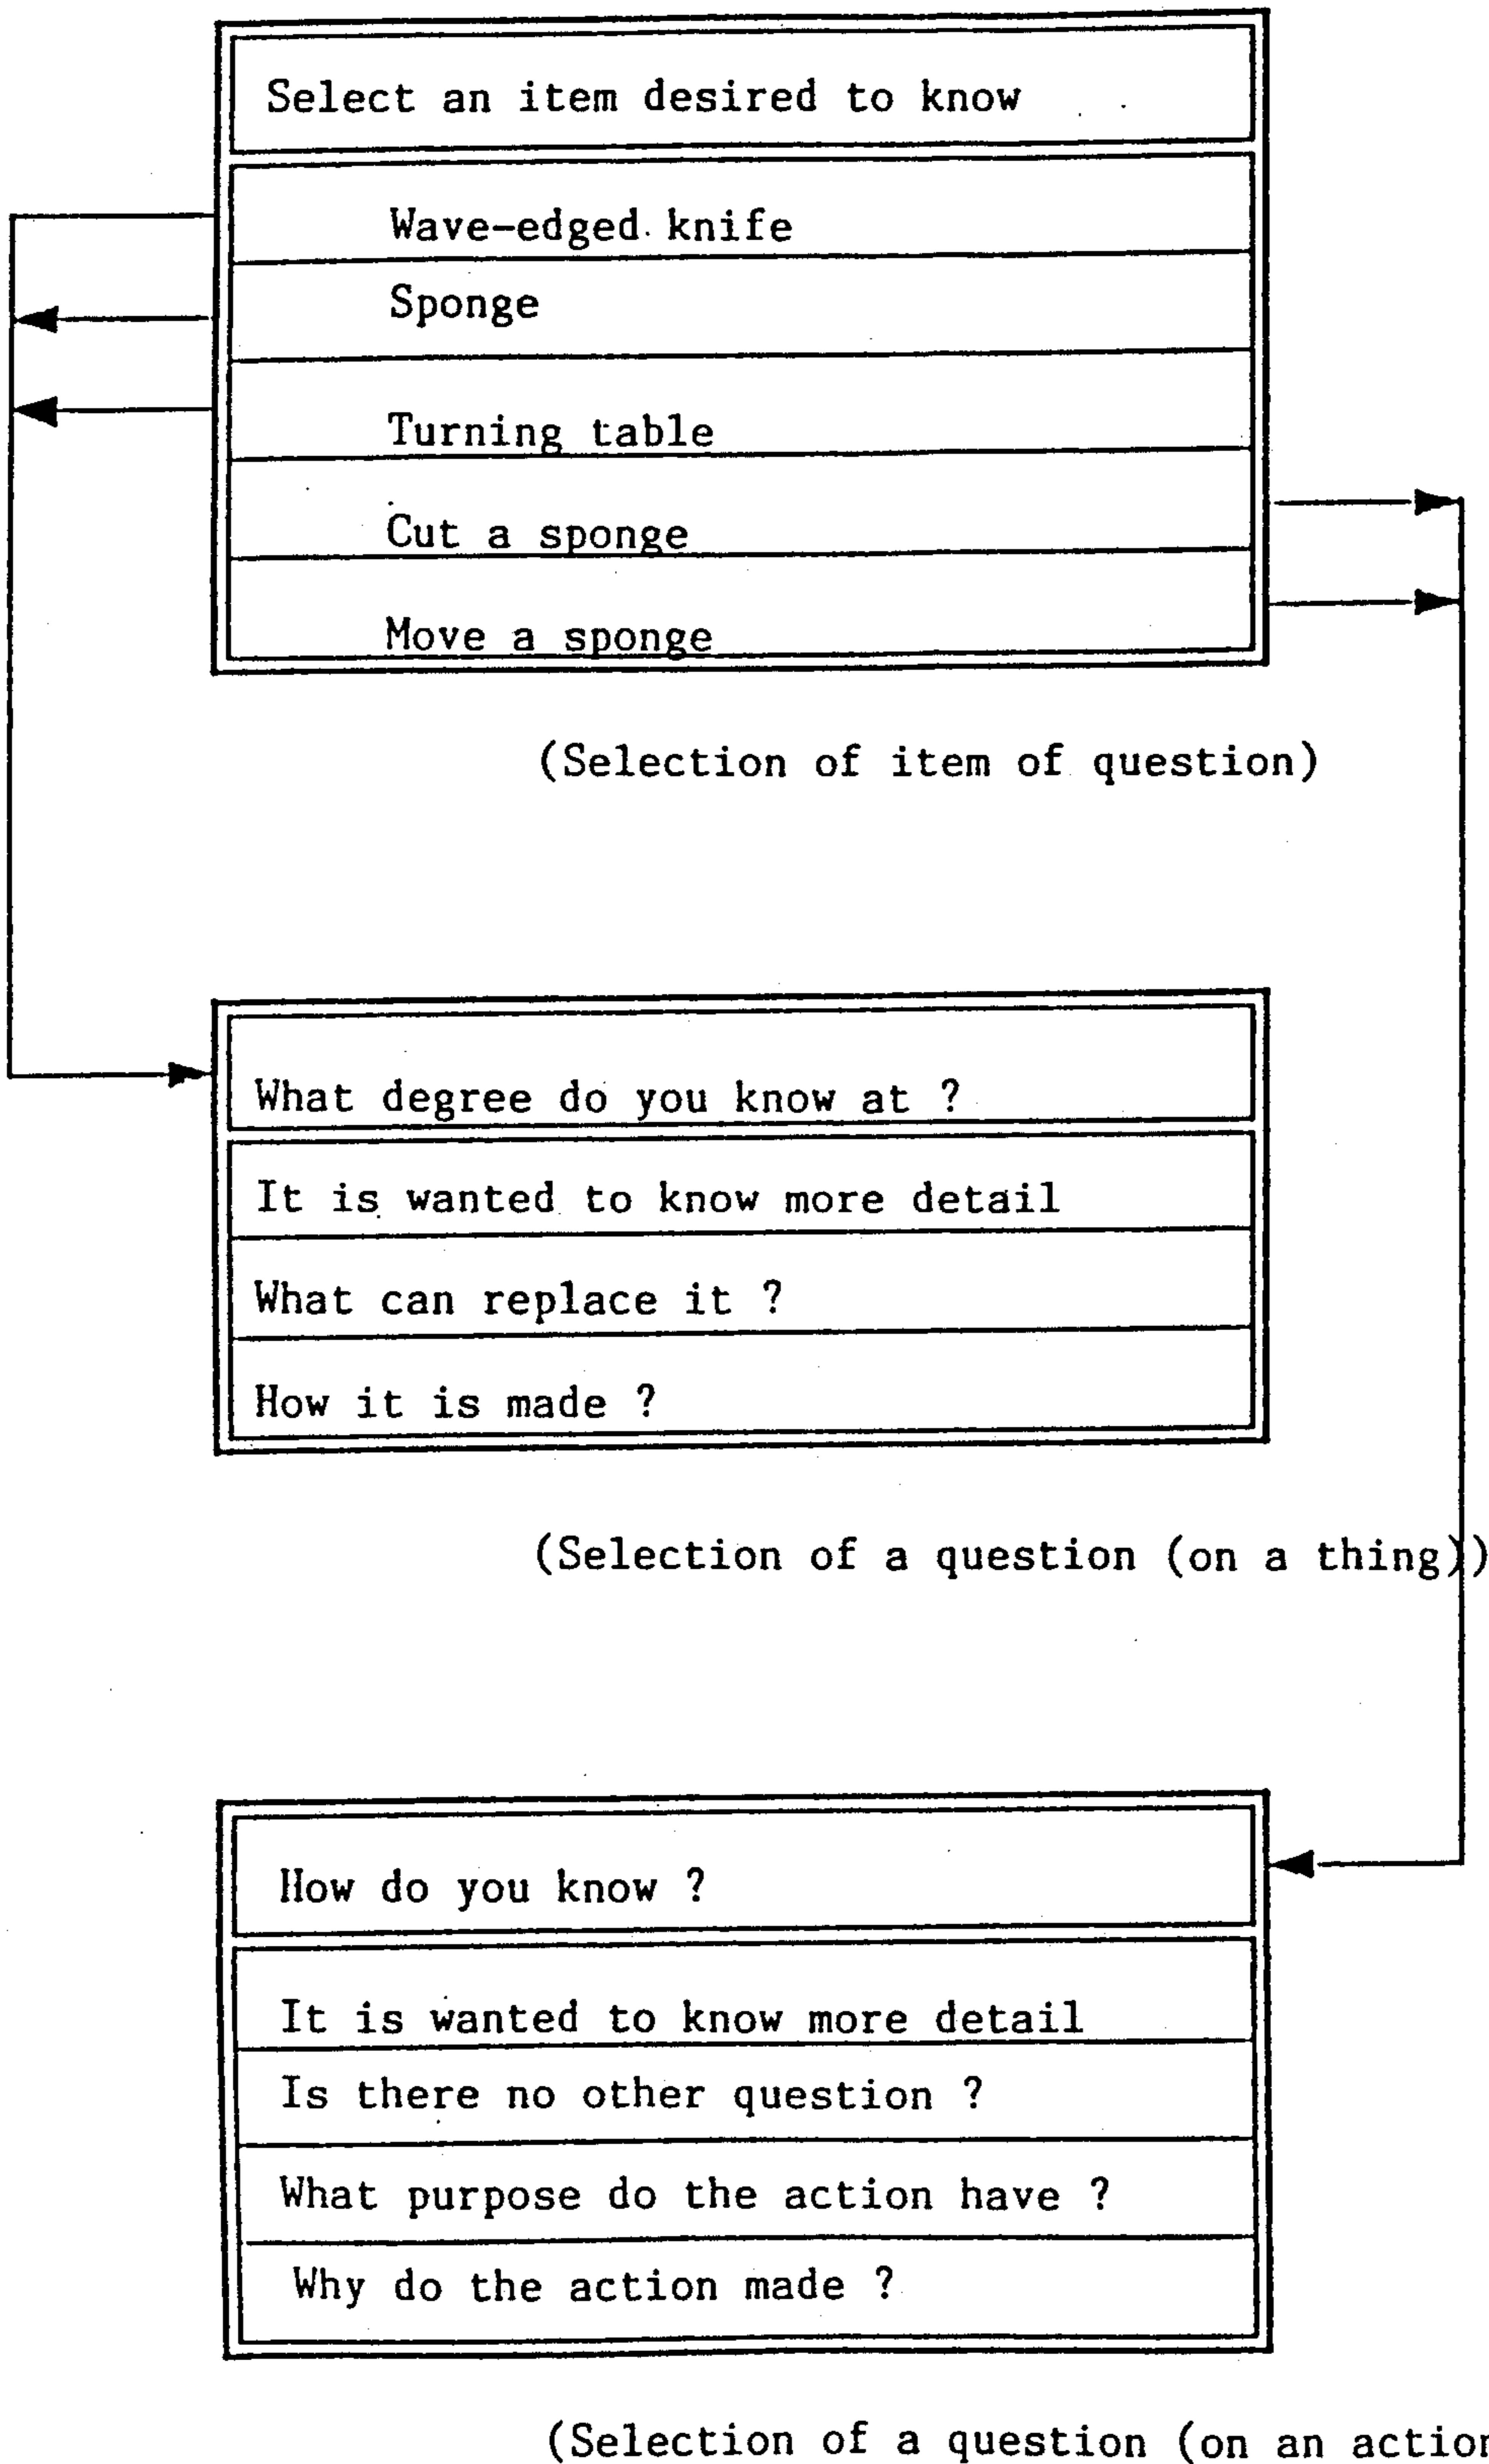 Select an item desired to know
Wave-edged knife
Sponge
Turning table
Cut a sponge
Move a sponge
(Selection of item of question)
What degree do you know at ?
It is wanted to know more detail
What can replace it ?
How it is made ?
(Selection of a question (on a thing))
How do you know ?
It is wanted to know more detail
Is there no other question ?
What purpose do the action have ?
Why do the action made ?
(Selection of a question (on an action